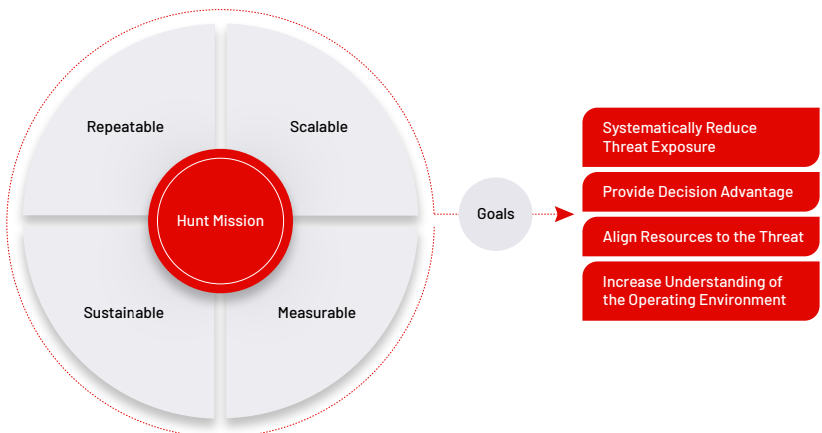 Repeatable
Scalable
Hunt Mission
Sustainable
Measurable
Goals
Systematically Reduce
Threat Exposure
Provide Decision Advantage
Align Resources to the Threat
Increase Understanding of
the Operating Environment